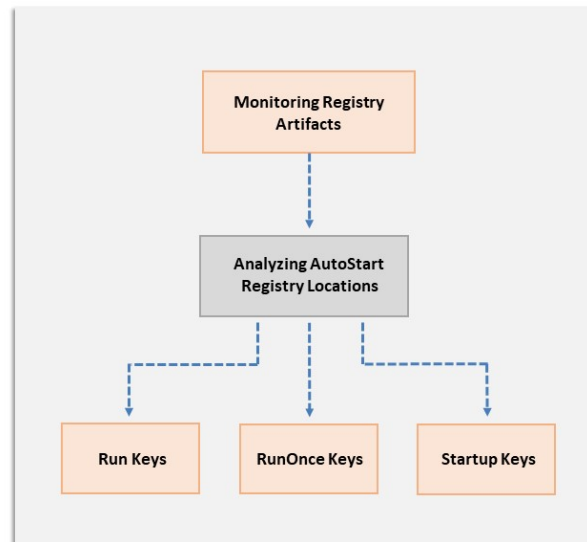 Monitoring Registry
Artifacts
Analyzing AutoStart
Registry Locations
Run Keys
RunOnce Keys
Startup Keys